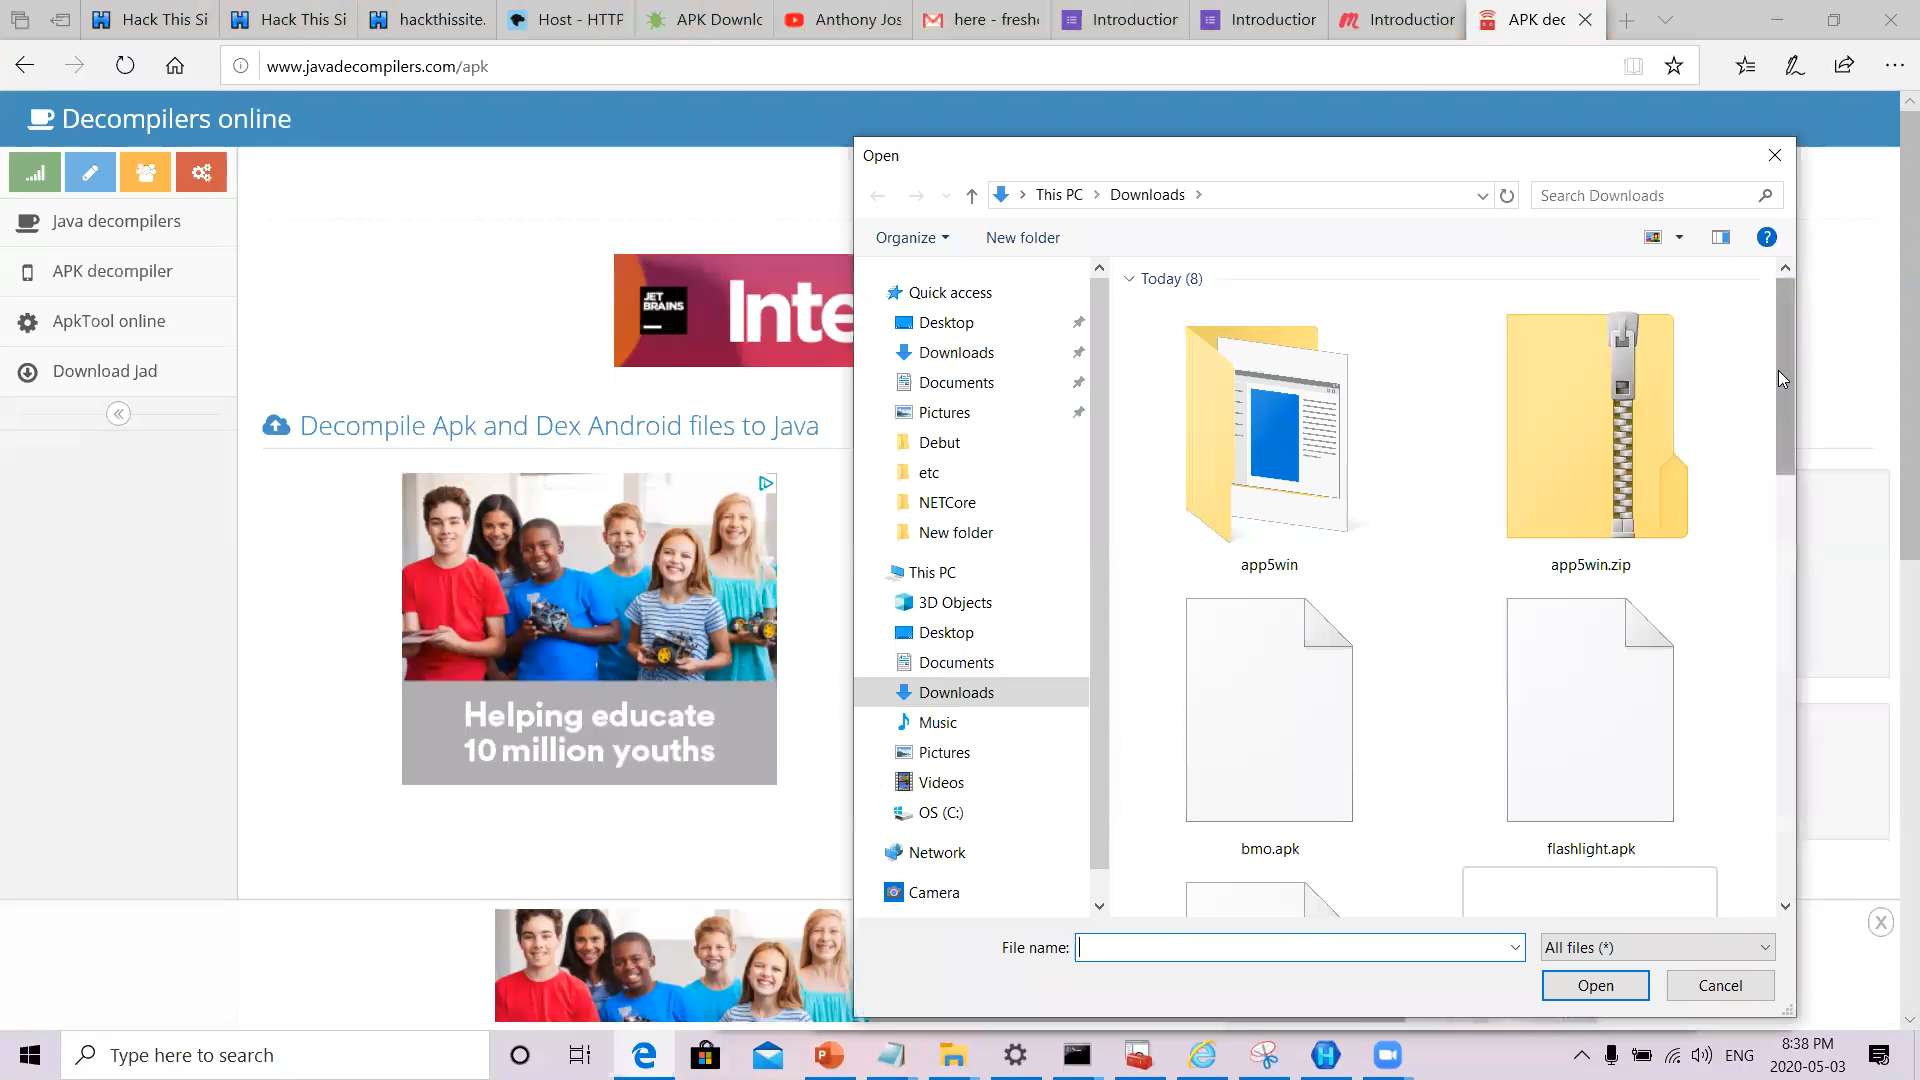 Hack This Si
Hack This Si
hackthissite.
Host - HTTP
APK Downlc
Anthony Jos
here - fresh
Introduction
Introduction
Introduction
APK dec
www.javadecompilers.com/apk
Decompilers online
Java decompilers
APK decompiler
ApkTool online
Download Jad
JET
BRAINS
Inte
Decompile Apk and Dex Android files to Java
Helping educate
10 million youths
Open
This PC
Downloads
Search Downloads
Organize
New folder
Quick access
Desktop
Downloads
Documents
Pictures
Debut
etc
NETCore
New folder
This PC
3D Objects
Desktop
Documents
Downloads
Music
Pictures
Videos
OS (C:)
Network
Camera
Today (8)
app5win
app5win.zip
bmo.apk
flashlight.apk
File name:
All files (*)
Open
Cancel
X
Type here to search
ENG
8:38 PM
2020-05-03